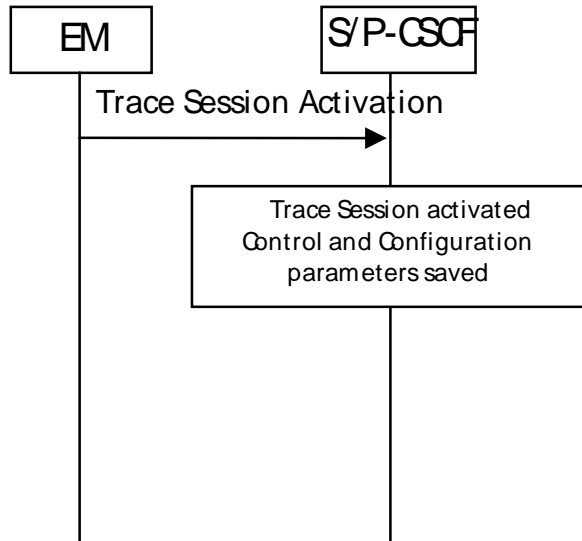 EM
S/P-CSCF
Trace Session Activation
Trace Session activated
Control and Configuration
parameters saved